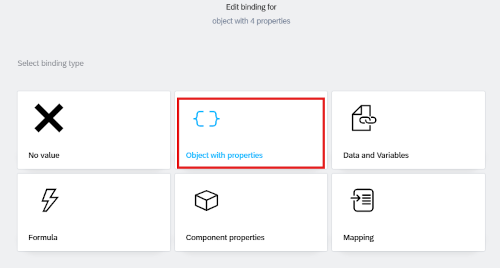 Edit binding for
object with 4 properties
Select binding type
No value
Object with properties
Data and Variables
Formula
Component properties
Mapping